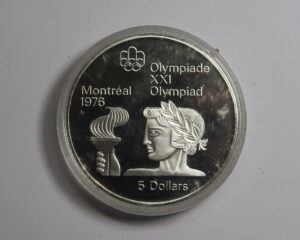 Olympiade
XXI
Olympiad
Montréal
1976
5 Dollars